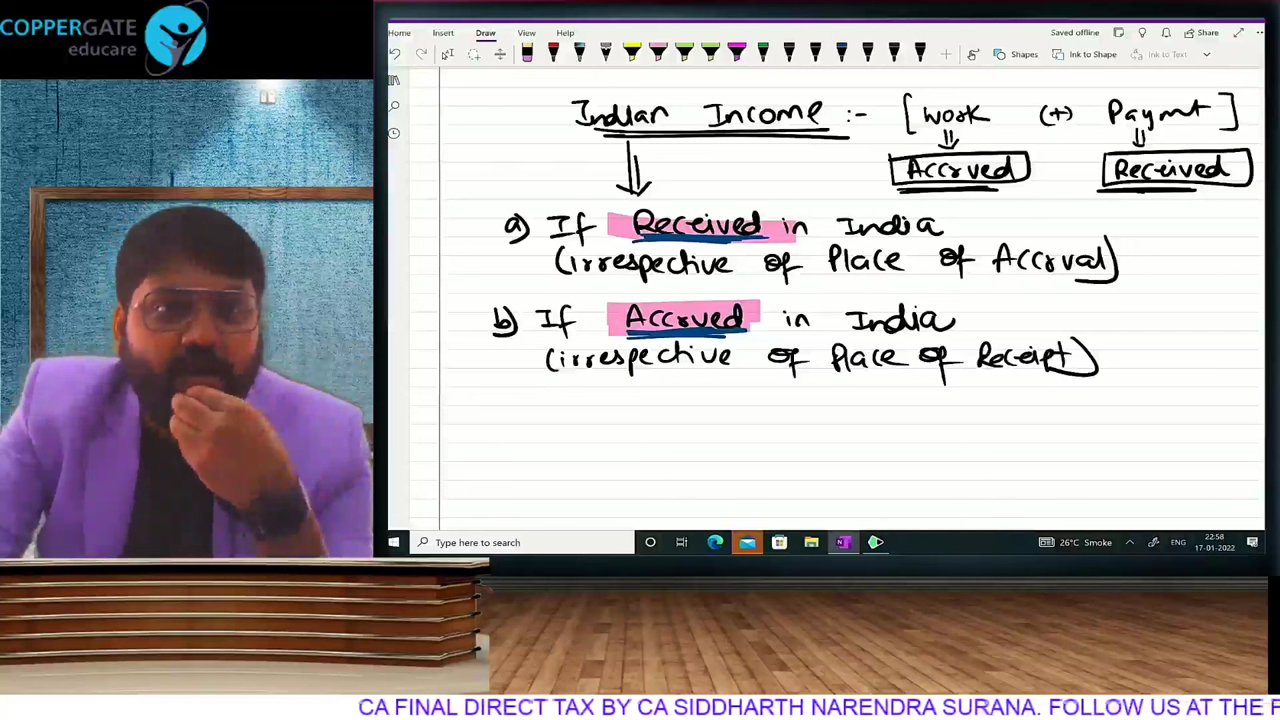 COPPERGATE
educare
Home Insert Draw View Help
Saved offline
Share
Shapes
Ink to Shape
Ink to Text
Indian Income :- [Work (+) Paymt]
Accrued Received
a) If Received in India
(irrespective of Place of Accrual)
b) If Accrued in India
(irrespective of Place of Receipt)
Type here to search
26°C Smoke
ENG
22:58
17-01-2022
CA FINAL DIRECT TAX BY CA SIDDHARTH NARENDRA SURANA. FOLLOW US AT THE F